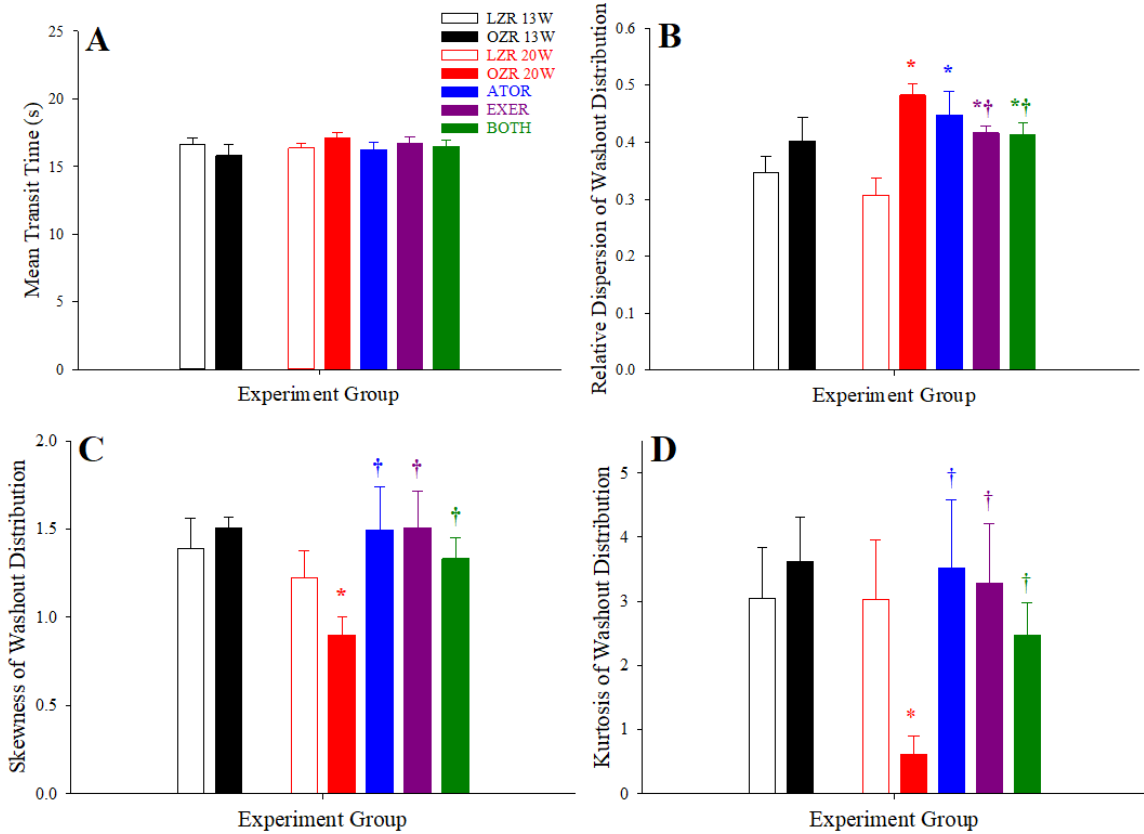 A
Mean Transit Time (s)
25
20
15
10
5
0
Experiment Group
LZR 13W
OZR 13W
LZR 20W
OZR 20W
ATOR
EXER
BOTH
B
Relative Dispersion of Washout Distribution
0.6
0.5
0.4
0.3
0.2
0.1
0.0
* * *† *‡
Experiment Group
C
Skewness of Washout Distribution
2.0
1.5
1.0
0.5
0.0
* † † †
Experiment Group
D
Kurtosis of Washout Distribution
5
4
3
2
1
0
* † † †
Experiment Group